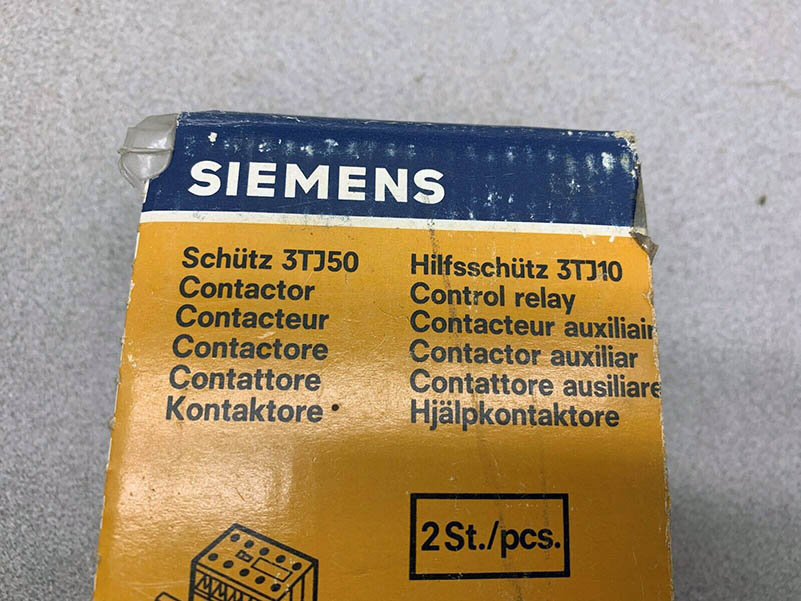 SIEMENS
Schütz 3TJ50
Contactor
Contacteur
Contactore
Contattore
Kontaktore
Hilfsschütz 3TJ10
Control relay
Contacteur auxiliair
Contactor auxiliar
Contattore ausiliare
Hjälpkontaktore
2 St./pcs.